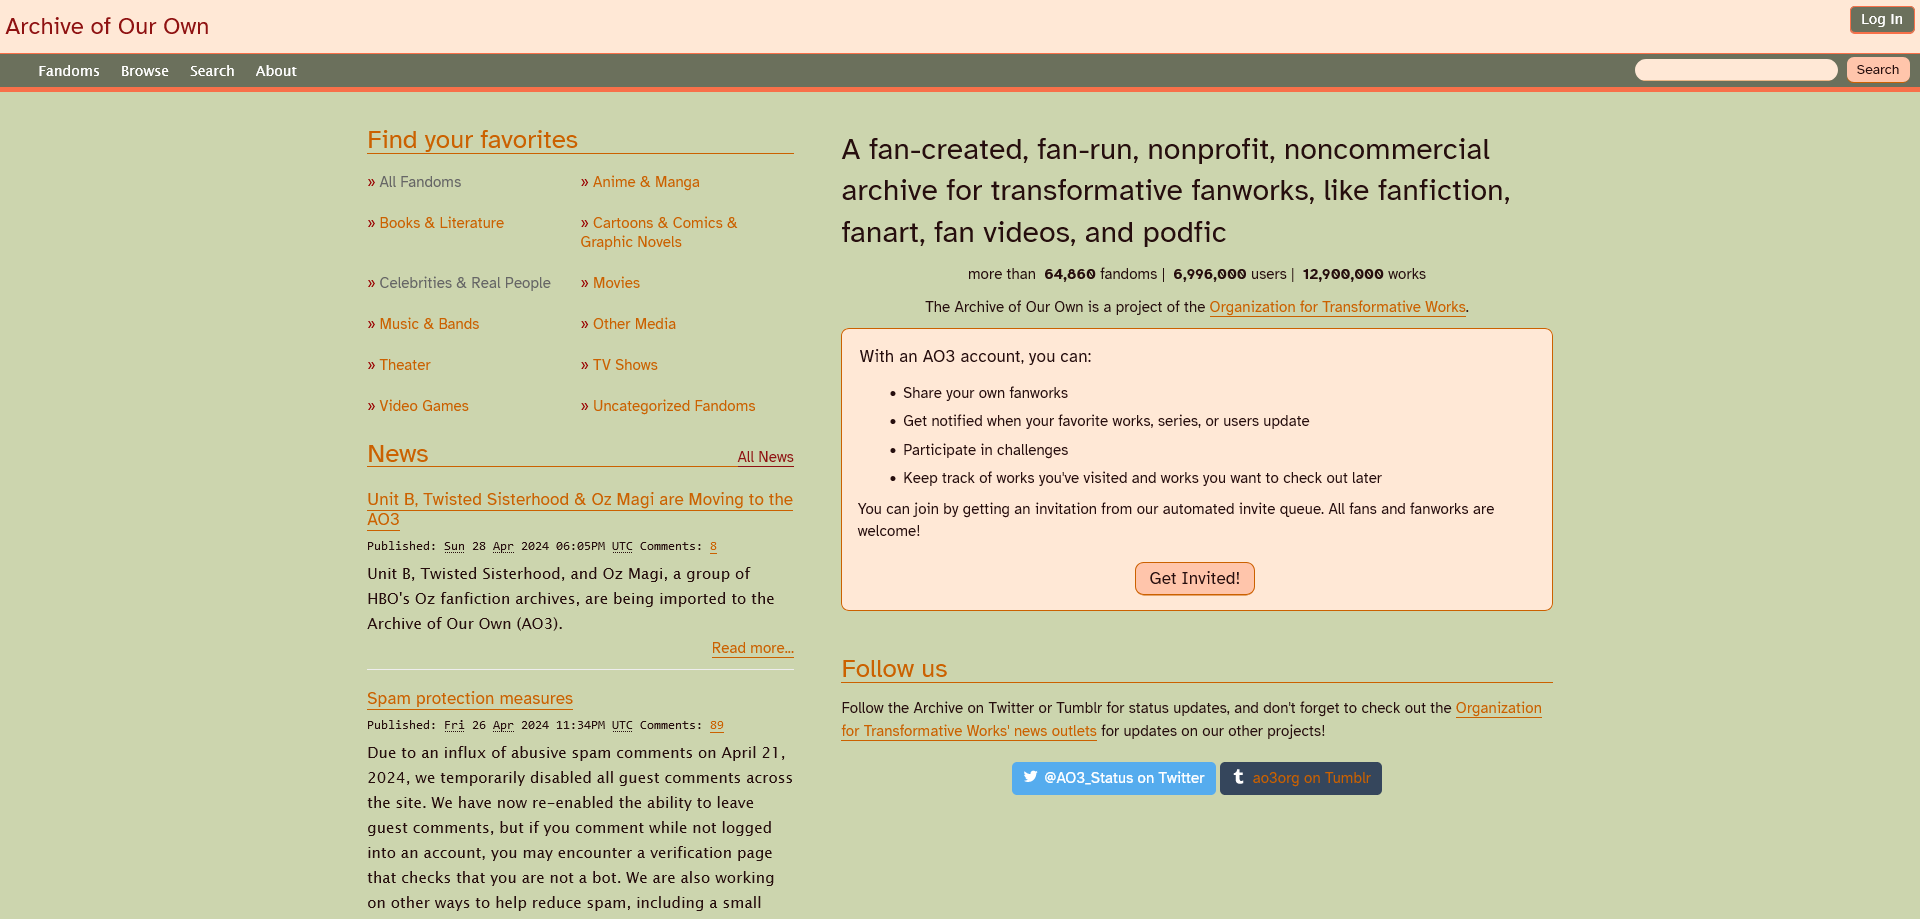 Archive of Our Own
Log In
Fandoms Browse Search About
Search
Find your favorites
» All Fandoms
» Anime & Manga
» Books & Literature
» Cartoons & Comics &
Graphic Novels
» Celebrities & Real People
» Movies
» Music & Bands
» Other Media
» Theater
» TV Shows
» Video Games
» Uncategorized Fandoms
News
All News
Unit B, Twisted Sisterhood & Oz Magi are Moving to the
AO3
Published: Sun 28 Apr 2024 06:05PM UTC Comments: 8
Unit B, Twisted Sisterhood, and Oz Magi, a group of
HBO's Oz fanfiction archives, are being imported to the
Archive of Our Own (AO3).
Read more...
Spam protection measures
Published: Fri 26 Apr 2024 11:34PM UTC Comments: 89
Due to an influx of abusive spam comments on April 21,
2024, we temporarily disabled all guest comments across
the site. We have now re-enabled the ability to leave
guest comments, but if you comment while not logged
into an account, you may encounter a verification page
that checks that you are not a bot. We are also working
on other ways to help reduce spam, including a small
A fan-created, fan-run, nonprofit, noncommercial
archive for transformative fanworks, like fanfiction,
fanart, fan videos, and podfic
more than 64,860 fandoms | 6,996,000 users | 12,900,000 works
The Archive of Our Own is a project of the Organization for Transformative Works.
With an AO3 account, you can:
• Share your own fanworks
• Get notified when your favorite works, series, or users update
• Participate in challenges
• Keep track of works you've visited and works you want to check out later
You can join by getting an invitation from our automated invite queue. All fans and fanworks are
welcome!
Get Invited!
Follow us
Follow the Archive on Twitter or Tumblr for status updates, and don't forget to check out the Organization
for Transformative Works' news outlets for updates on our other projects!
@AO3_Status on Twitter
ao3org on Tumblr